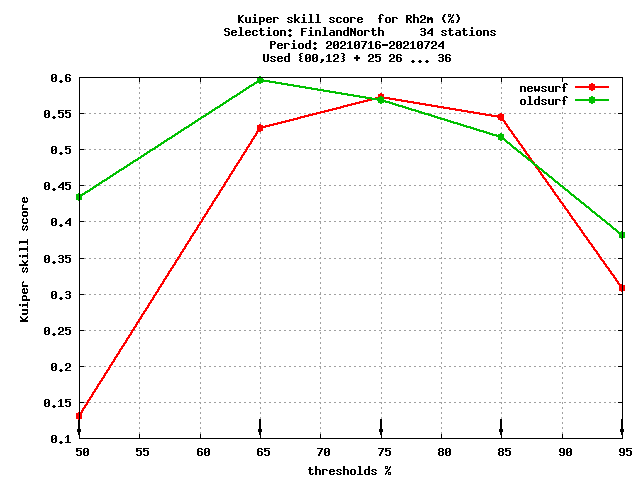 Kuiper skill score  for Rh2m (%)
Selection: FinlandNorth     34 stations
Period: 20210716-20210724
Used {00,12} + 25 26 ... 36
newsurf
oldsurf
0.6
0.55
0.5
0.45
0.4
0.35
0.3
0.25
0.2
0.15
0.1
Kuiper skill score
50 55 60 65 70 75 80 85 90 95
thresholds %